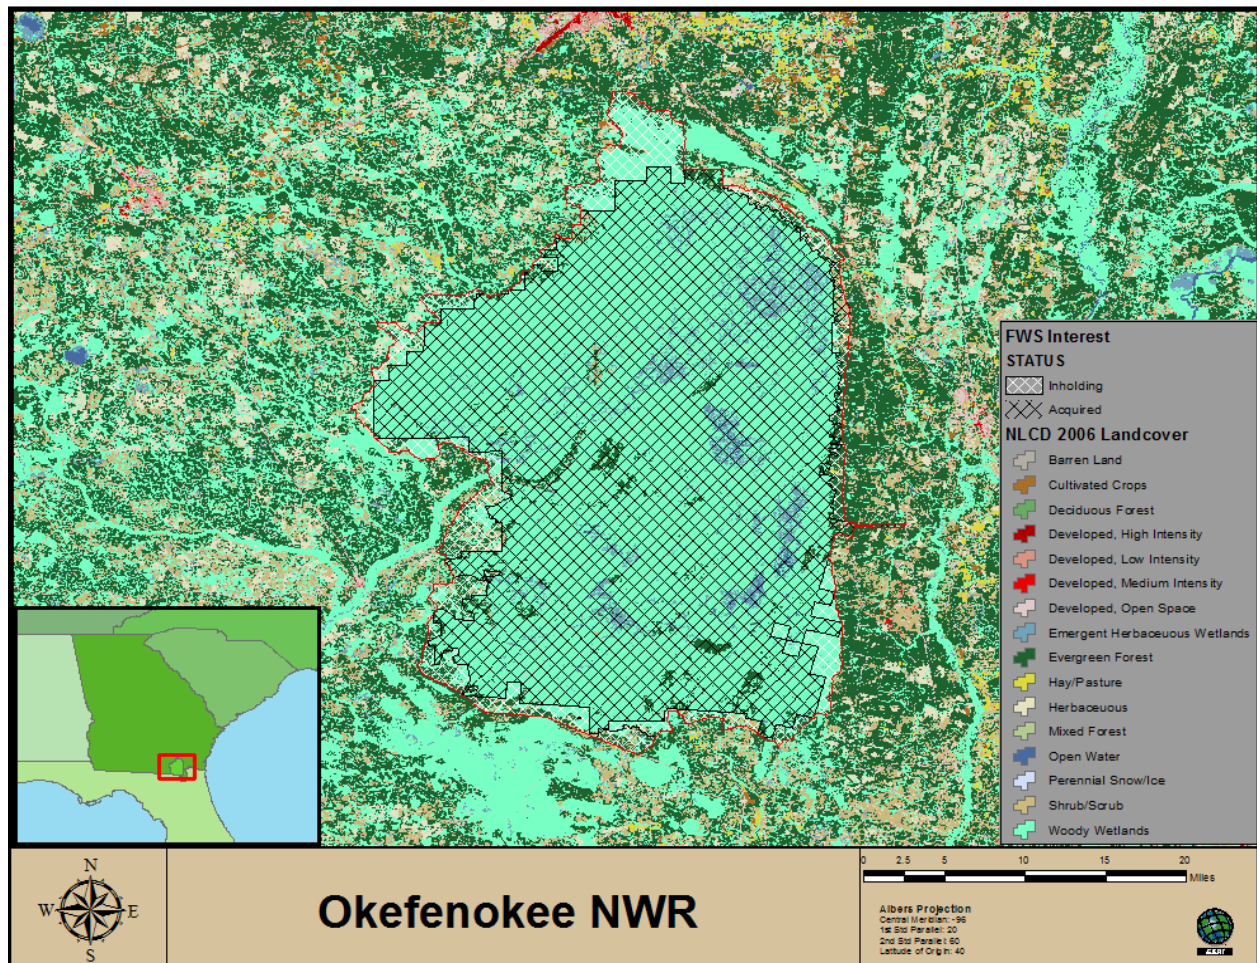 FWS Interest
STATUS
Inholding
Acquired
NLCD 2006 Landcover
Barren Land
Cultivated Crops
Deciduous Forest
Developed, High Intensity
Developed, Low Intensity
Developed, Medium Intensity
Developed, Open Space
Emergent Herbaceuous Wetlands
Evergreen Forest
Hay/Pasture
Herbaceuous
Mixed Forest
Open Water
Perennial Snow/Ice
Shrub/Scrub
Woody Wetlands
N
W E
S
Okefenokee NWR
0 2.5 5 10 15 20
Miles
Albers Projection
Central Meridian: -96
1st Std Parallel: 20
2nd Std Parallel: 60
Latitude of Origin: 40
ESRI